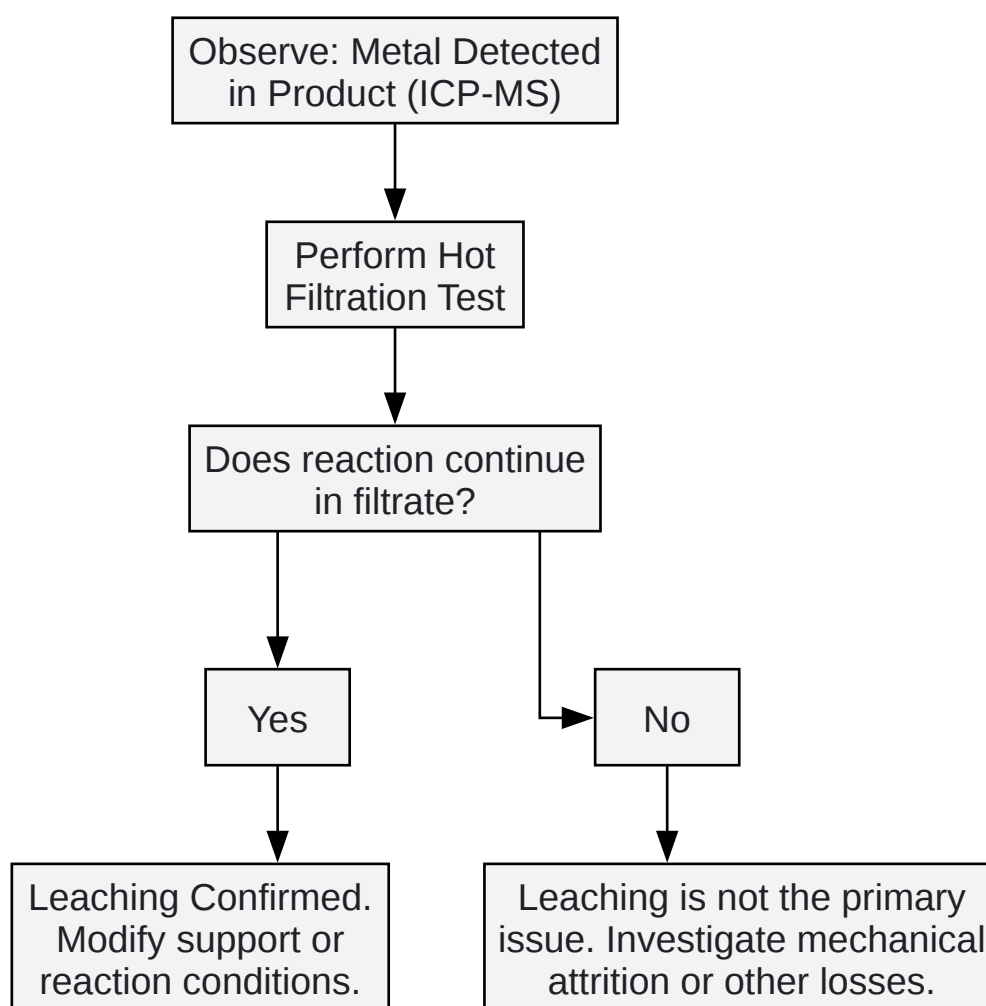 Observe: Metal Detected
in Product (ICP-MS)
Perform Hot
Filtration Test
Does reaction continue
in filtrate?
Yes
No
Leaching Confirmed.
Modify support or
reaction conditions.
Leaching is not the primary
issue. Investigate mechanical
attrition or other losses.